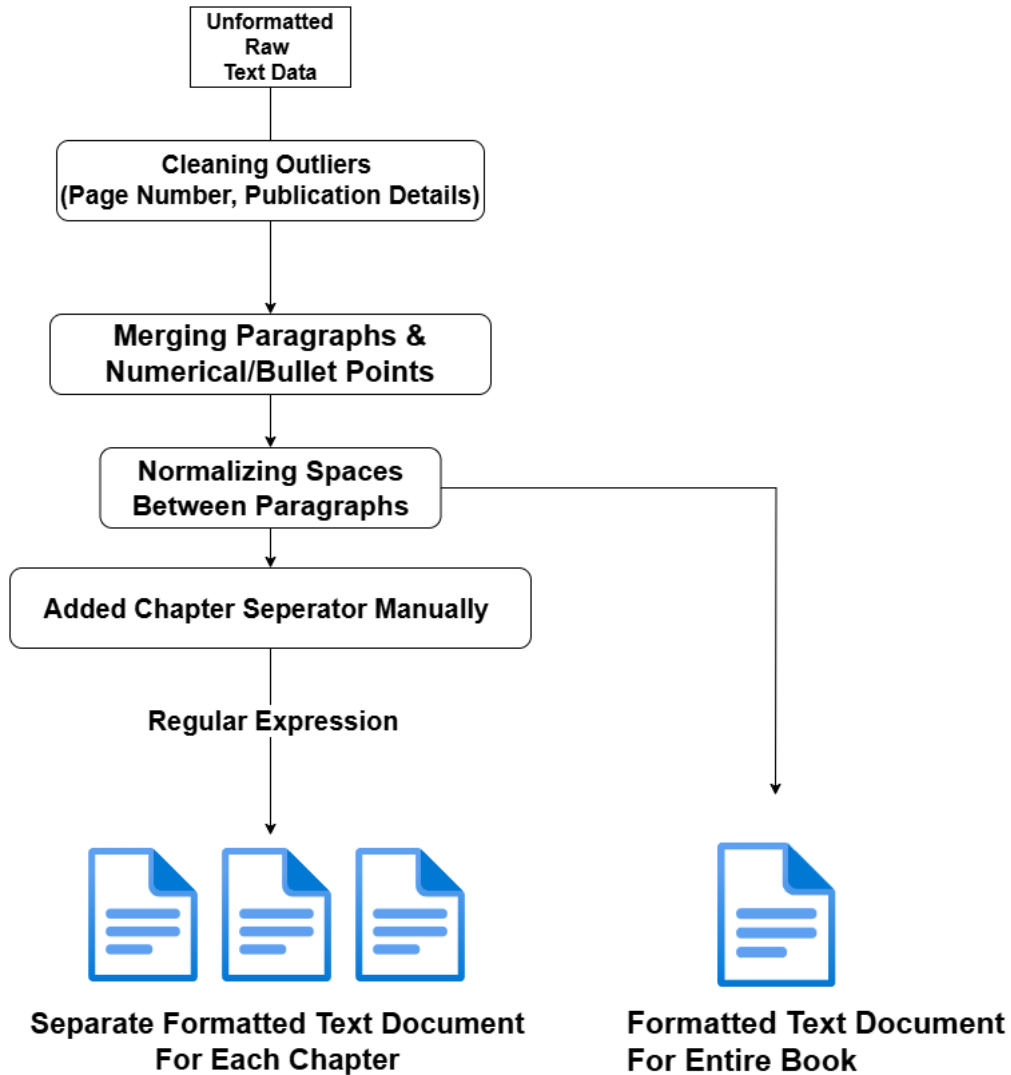 Unformatted
Raw
Text Data
Cleaning Outliers
(Page Number, Publication Details)
Merging Paragraphs &
Numerical/Bullet Points
Normalizing Spaces
Between Paragraphs
Added Chapter Seperator Manually
Regular Expression
Separate Formatted Text Document
For Each Chapter
Formatted Text Document
For Entire Book